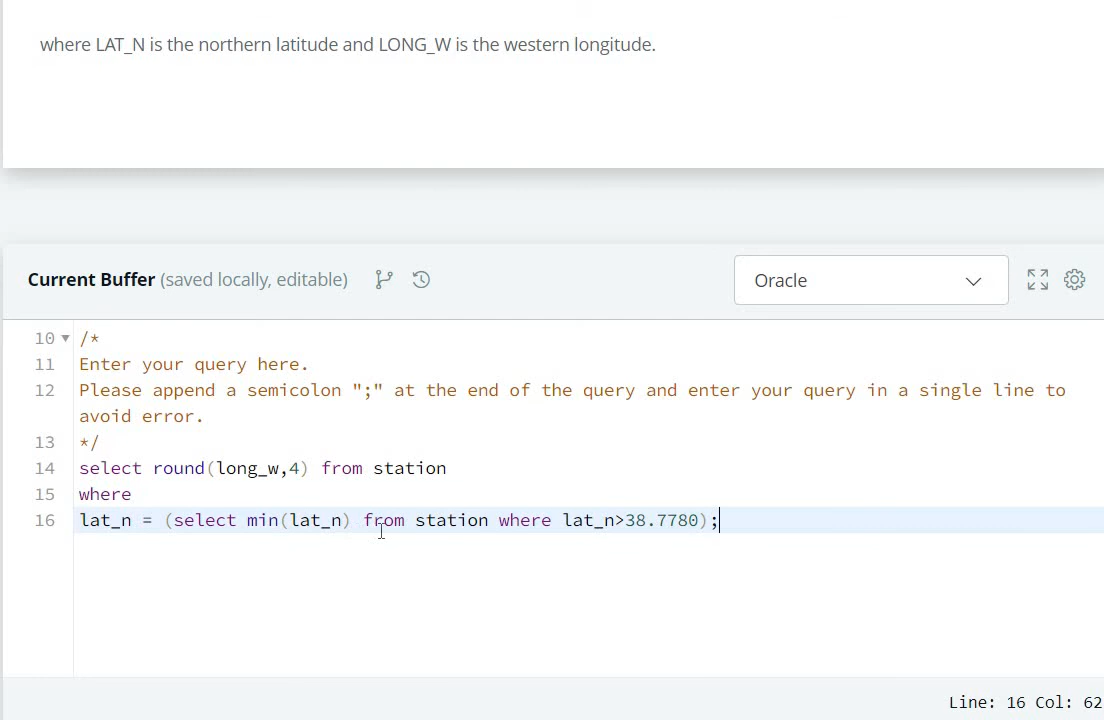 where LAT_N is the northern latitude and LONG_W is the western longitude.
Current Buffer (saved locally, editable)
Oracle
10 /*
11 Enter your query here.
12 Please append a semicolon ";" at the end of the query and enter your query in a single line to
avoid error.
13 */
14 select round(long_w,4) from station
15 where
16 lat_n = (select min(lat_n) from station where lat_n>38.7780);
Line: 16 Col: 62